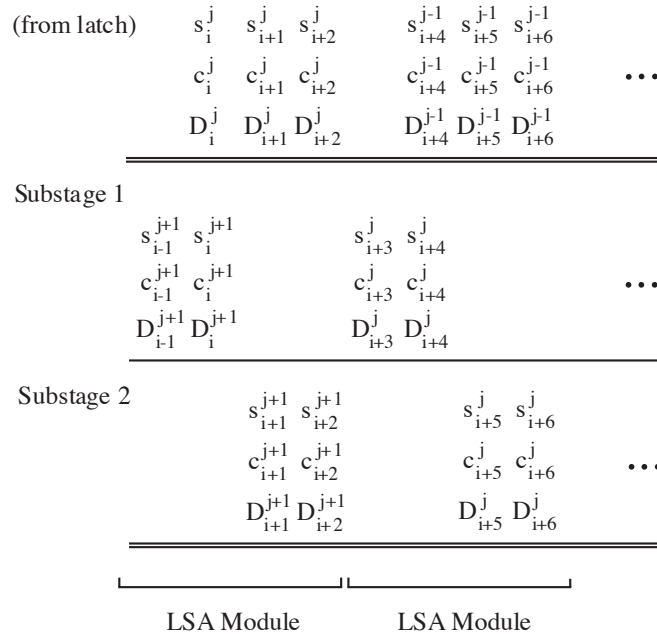 (from latch) s_i^j s_{i+1}^j s_{i+2}^j s_{i+4}^{j-1} s_{i+5}^{j-1} s_{i+6}^{j-1}
c_i^j c_{i+1}^j c_{i+2}^j c_{i+4}^{j-1} c_{i+5}^{j-1} c_{i+6}^{j-1} •••
D_i^j D_{i+1}^j D_{i+2}^j D_{i+4}^{j-1} D_{i+5}^{j-1} D_{i+6}^{j-1}
Substage 1
s_{i-1}^{j+1} s_i^{j+1} s_{i+3}^j s_{i+4}^j
c_{i-1}^{j+1} c_i^{j+1} c_{i+3}^j c_{i+4}^j •••
D_{i-1}^{j+1} D_i^{j+1} D_{i+3}^j D_{i+4}^j
Substage 2
s_{i+1}^{j+1} s_{i+2}^{j+1} s_{i+5}^j s_{i+6}^j
c_{i+1}^{j+1} c_{i+2}^{j+1} c_{i+5}^j c_{i+6}^j •••
D_{i+1}^{j+1} D_{i+2}^{j+1} D_{i+5}^j D_{i+6}^j
LSA Module LSA Module